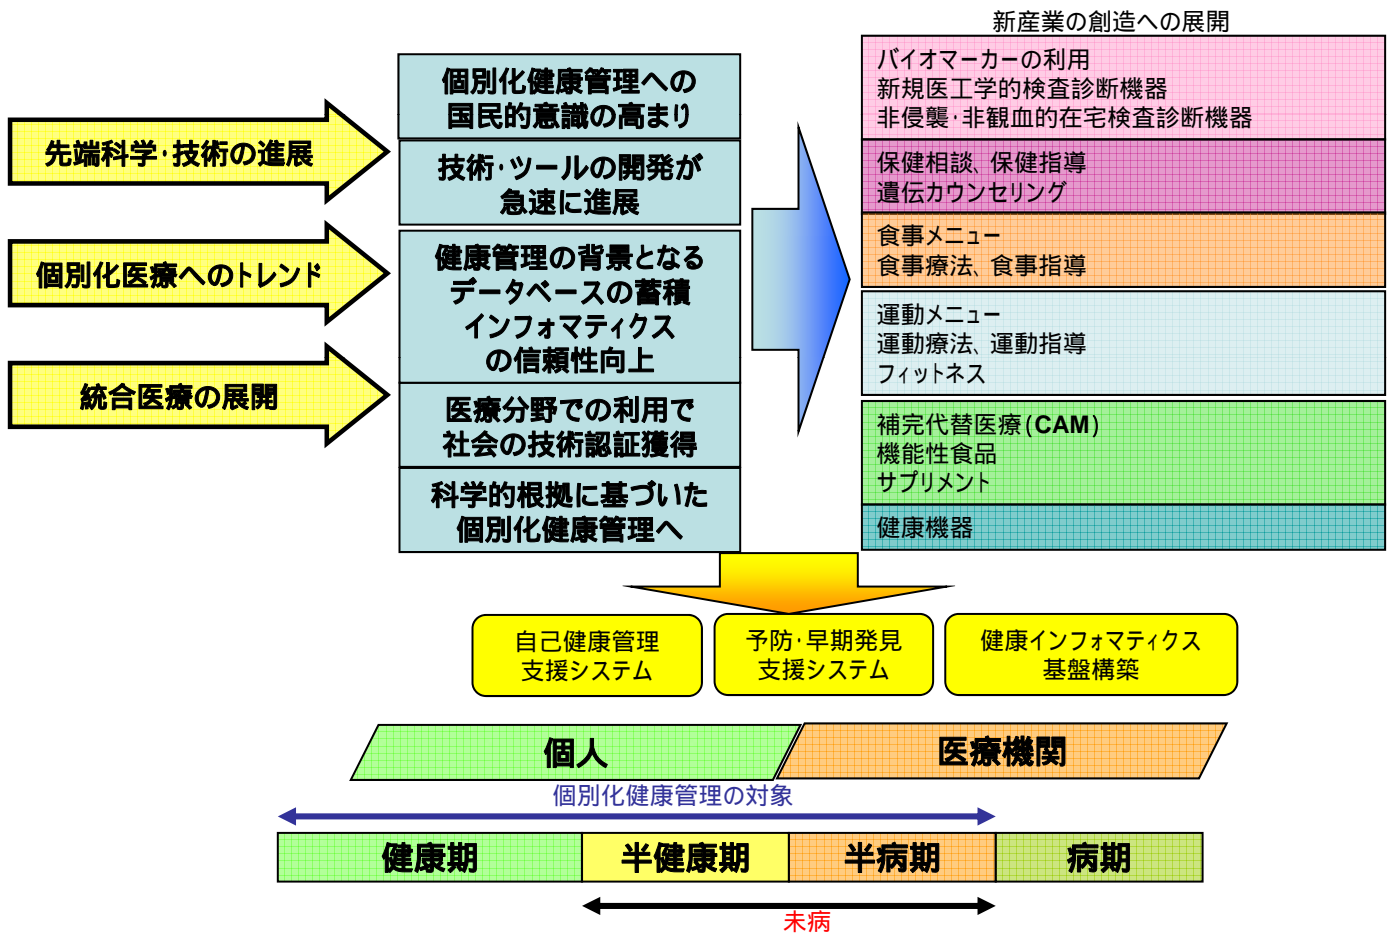 新産業の創造への展開
先端科学･技術の進展
個別化医療へのトレンド
統合医療の展開
個別化健康管理への
国民的意識の高まり
技術･ツールの開発が
急速に進展
健康管理の背景となる
データベースの蓄積
インフォマティクス
の信頼性向上
医療分野での利用で
社会の技術認証獲得
科学的根拠に基づいた
個別化健康管理へ
バイオマーカーの利用
新規医工学的検査診断機器
非侵襲･非観血的在宅検査診断機器
保健相談、保健指導
遺伝カウンセリング
食事メニュー
食事療法、食事指導
運動メニュー
運動療法、運動指導
フィットネス
補完代替医療(CAM)
機能性食品
サプリメント
健康機器
自己健康管理
支援システム
予防･早期発見
支援システム
健康インフォマティクス
基盤構築
個人
医療機関
個別化健康管理の対象
健康期
半健康期
半病期
病期
未病